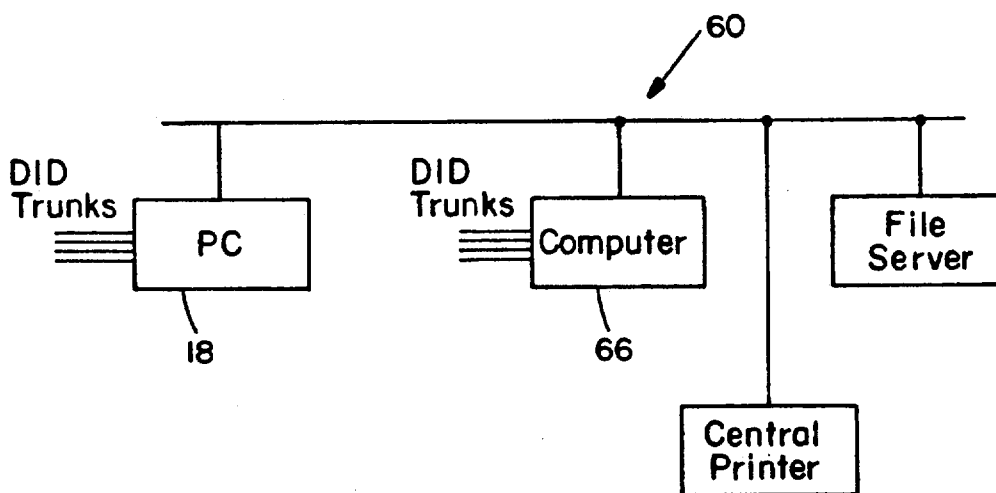 60
DID
Trunks
PC
18
DID
Trunks
Computer
66
File
Server
Central
Printer